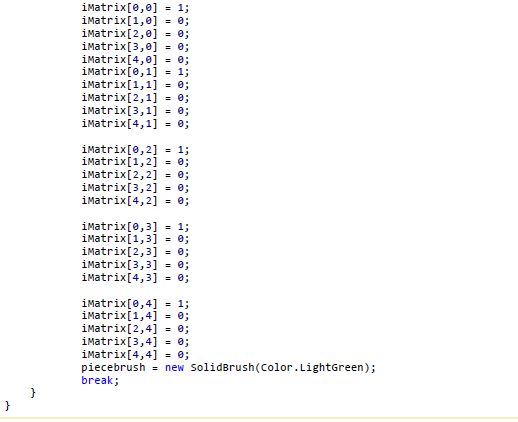 iMatrix[0,0] = 1;
iMatrix[1,0] = 0;
iMatrix[2,0] = 0;
iMatrix[3,0] = 0;
iMatrix[4,0] = 0;
iMatrix[0,1] = 1;
iMatrix[1,1] = 0;
iMatrix[2,1] = 0;
iMatrix[3,1] = 0;
iMatrix[4,1] = 0;
iMatrix[0,2] = 1;
iMatrix[1,2] = 0;
iMatrix[2,2] = 0;
iMatrix[3,2] = 0;
iMatrix[4,2] = 0;
iMatrix[0,3] = 1;
iMatrix[1,3] = 0;
iMatrix[2,3] = 0;
iMatrix[3,3] = 0;
iMatrix[4,3] = 0;
iMatrix[0,4] = 1;
iMatrix[1,4] = 0;
iMatrix[2,4] = 0;
iMatrix[3,4] = 0;
iMatrix[4,4] = 0;
piecebrush = new SolidBrush(Color.LightGreen);
break;
}
}